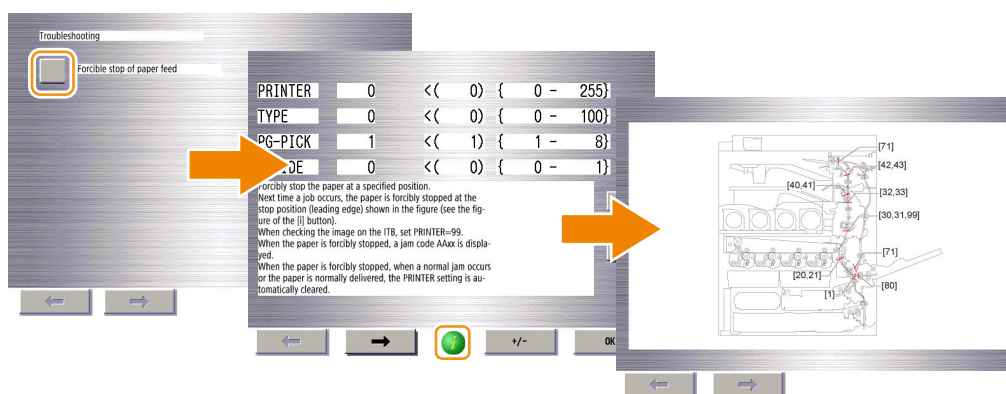 Troubleshooting
Forcible stop of paper feed
PRINTER 0 <( 0) { 0 - 255}
TYPE 0 <( 0) { 0 - 100}
PG-PICK 1 <( 1) { 1 - 8}
0 <( 0) { 0 - 1}
Forcibly stop the paper at a specified position.
Next time a job occurs, the paper is forcibly stopped at the
stop position (leading edge) shown in the figure (see the fig-
ure of the [i] button).
When checking the image on the ITB, set PRINTER=99.
When the paper is forcibly stopped, a jam code AAxx is displa-
yed.
When the paper is forcibly stopped, when a normal jam occurs
or the paper is normally delivered, the PRINTER setting is au-
tomatically cleared.
i
+/-
OK
[71]
[42,43]
[40,41]
[32,33]
[30,31,99]
[71]
[20,21]
[80]
[1]